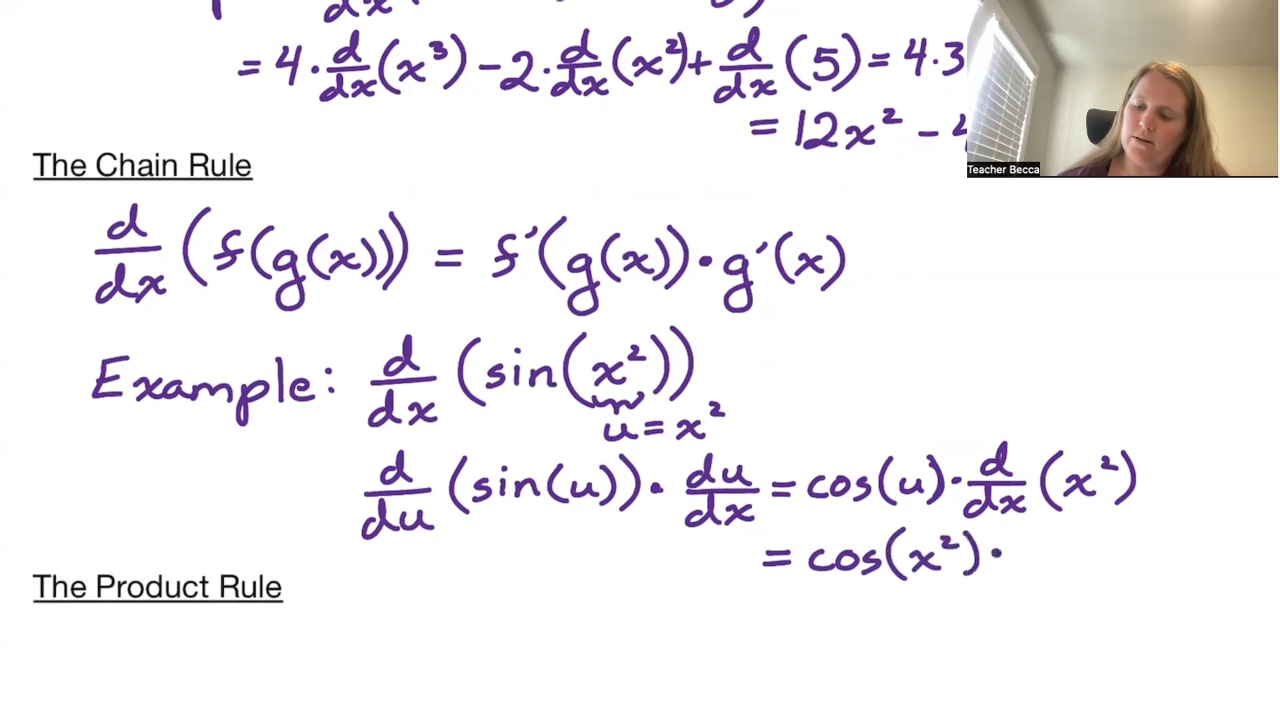 d/dx
= 4 · d/dx (x³) − 2 · d/dx (x²) + d/dx (5) = 4 · 3
= 12x² −
Teacher Becca
The Chain Rule
d/dx (f(g(x))) = f′(g(x)) · g′(x)
Example: d/dx (sin(x²))
u = x²
d/du (sin(u)) · du/dx = cos(u) · d/dx (x²)
= cos(x²) ·
The Product Rule